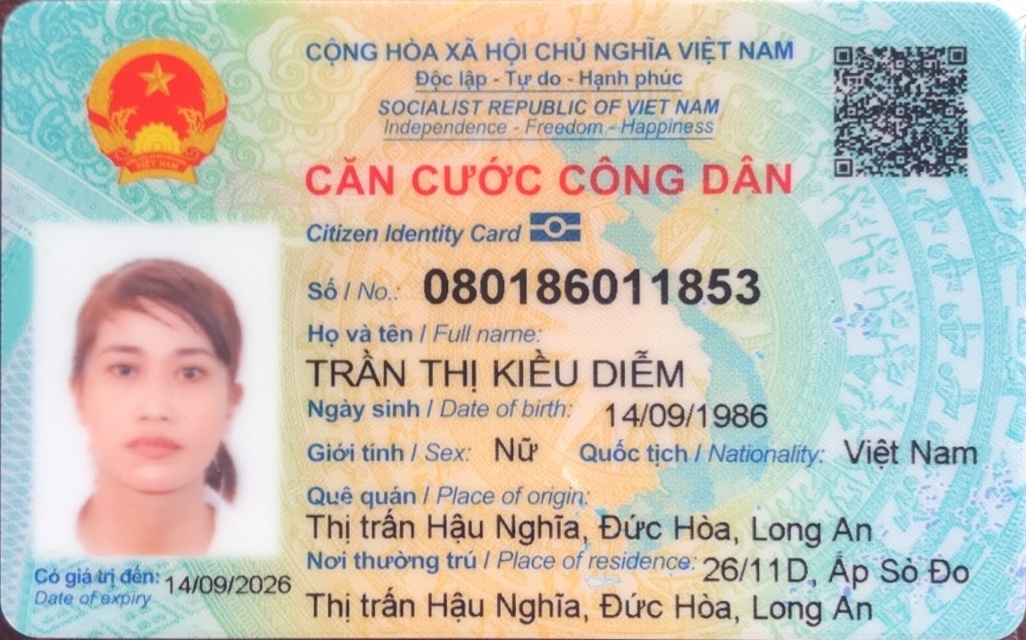 CỘNG HÒA XÃ HỘI CHỦ NGHĨA VIỆT NAM
Độc lập - Tự do - Hạnh phúc
SOCIALIST REPUBLIC OF VIET NAM
Independence - Freedom - Happiness
CĂN CƯỚC CÔNG DÂN
Citizen Identity Card
Số / No.: 080186011853
Họ và tên / Full name:
TRẦN THỊ KIỀU DIỄM
Ngày sinh / Date of birth: 14/09/1986
Giới tính / Sex: Nữ Quốc tịch / Nationality: Việt Nam
Quê quán / Place of origin:
Thị trấn Hậu Nghĩa, Đức Hòa, Long An
Nơi thường trú / Place of residence: 26/11D, Ấp Sò Đo
Thị trấn Hậu Nghĩa, Đức Hòa, Long An
Có giá trị đến: 14/09/2026
Date of expiry